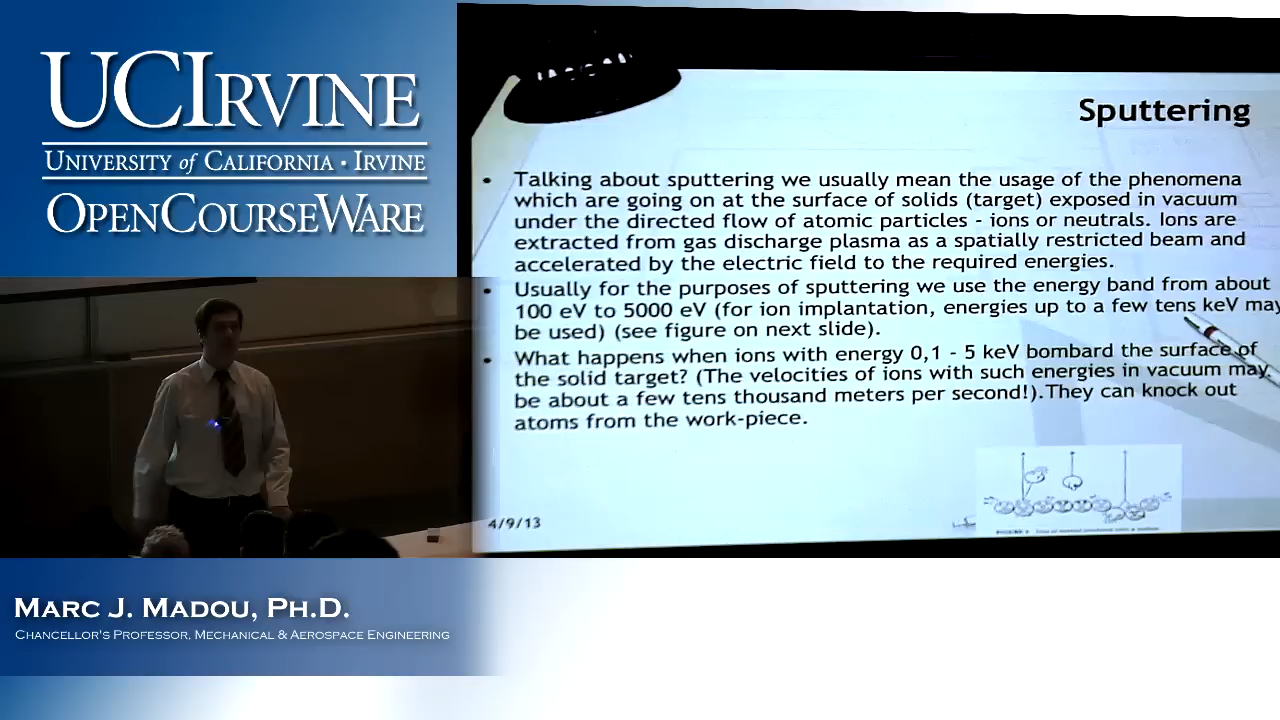 UCIRVINE
UNIVERSITY of CALIFORNIA · IRVINE
OPENCOURSEWARE
Sputtering
• Talking about sputtering we usually mean the usage of the phenomena
which are going on at the surface of solids (target) exposed in vacuum
under the directed flow of atomic particles - ions or neutrals. Ions are
extracted from gas discharge plasma as a spatially restricted beam and
accelerated by the electric field to the required energies.
• Usually for the purposes of sputtering we use the energy band from about
100 eV to 5000 eV (for ion implantation, energies up to a few tens keV may
be used) (see figure on next slide).
• What happens when ions with energy 0,1 - 5 keV bombard the surface of
the solid target? (The velocities of ions with such energies in vacuum may
be about a few tens thousand meters per second!).They can knock out
atoms from the work-piece.
4/9/13
MARC J. MADOU, PH.D.
CHANCELLOR'S PROFESSOR, MECHANICAL & AEROSPACE ENGINEERING